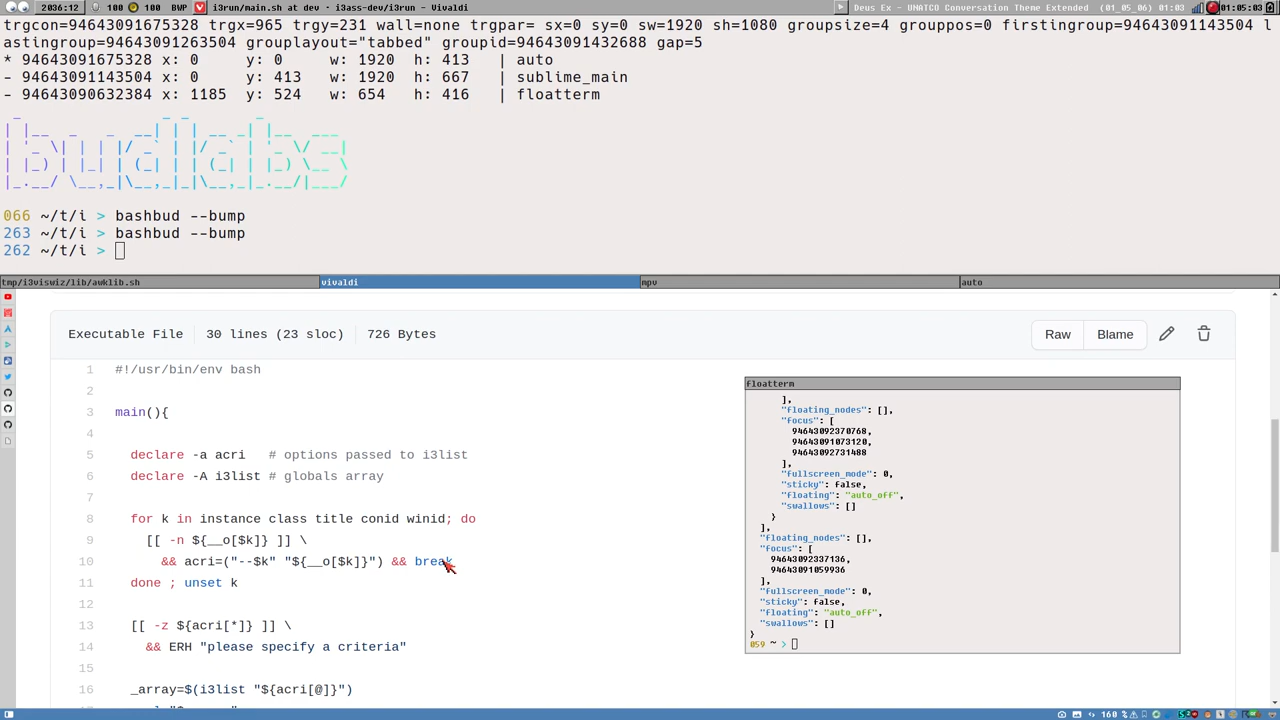 2036:12 100 100 BWP i3run/main.sh at dev · i3ass-dev/i3run - Vivaldi Deus Ex - UNATCO Conversation Theme Extended (01_05_06) 01:03 01:05:03
trgcon=94643091675328 trgx=965 trgy=231 wall=none trgpar= sx=0 sy=0 sw=1920 sh=1080 groupsize=4 grouppos=0 firstingroup=94643091143504 l
astingroup=94643091263504 grouplayout="tabbed" groupid=94643091432688 gap=5
* 94643091675328 x: 0 y: 0 w: 1920 h: 413 | auto
- 94643091143504 x: 0 y: 413 w: 1920 h: 667 | sublime_main
- 94643090632384 x: 1185 y: 524 w: 654 h: 416 | floatterm
budlabs
066 ~/t/i > bashbud --bump
263 ~/t/i > bashbud --bump
262 ~/t/i >
tmp/i3viswiz/lib/awklib.sh vivaldi mpv auto
Executable File 30 lines (23 sloc) 726 Bytes Raw Blame
1 #!/usr/bin/env bash
2
3 main(){
4
5 declare -a acri # options passed to i3list
6 declare -A i3list # globals array
7
8 for k in instance class title conid winid; do
9 [[ -n ${__o[$k]} ]] \
10 && acri=("--$k" "${__o[$k]}") && break
11 done ; unset k
12
13 [[ -z ${acri[*]} ]] \
14 && ERH "please specify a criteria"
15
16 _array=$(i3list "${acri[@]}")
floatterm
],
"floating_nodes": [],
"focus": [
94643092370768,
94643091073120,
94643092731488
],
"fullscreen_mode": 0,
"sticky": false,
"floating": "auto_off",
"swallows": []
}
],
"floating_nodes": [],
"focus": [
94643092337136,
94643091059936
],
"fullscreen_mode": 0,
"sticky": false,
"floating": "auto_off",
"swallows": []
}
059 ~ >
160 %